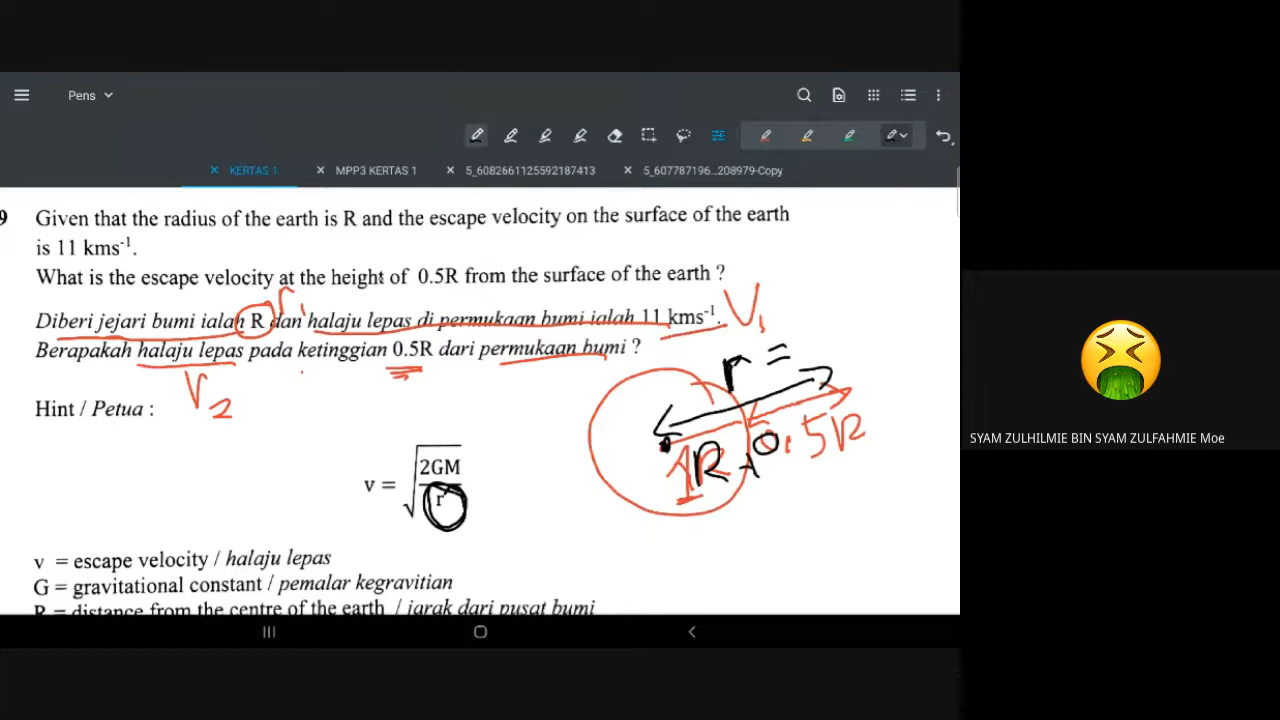 Pens
KERTAS 1
MPP3 KERTAS 1
5_6082661125592187413
5_607787196...208979-Copy
9 Given that the radius of the earth is R and the escape velocity on the surface of the earth
is 11 kms⁻¹.
What is the escape velocity at the height of 0.5R from the surface of the earth ?
r₁
Diberi jejari bumi ialah R dan halaju lepas di permukaan bumi ialah 11 kms⁻¹. V₁
Berapakah halaju lepas pada ketinggian 0.5R dari permukaan bumi ?
V₂
r =
Hint / Petua :
1R + 0.5R
v = √(2GM/r)
SYAM ZULHILMIE BIN SYAM ZULFAHMIE Moe
v = escape velocity / halaju lepas
G = gravitational constant / pemalar kegravitian
R = distance from the centre of the earth / jarak dari pusat bumi